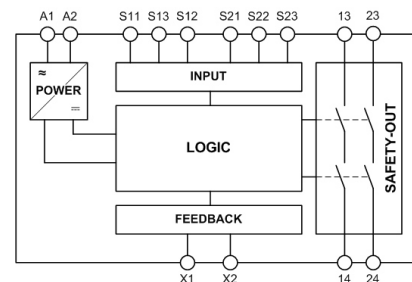 A1 A2 S11 S13 S12 S21 S22 S23 13 23
POWER
INPUT
LOGIC
SAFETY-OUT
FEEDBACK
X1 X2 14 24